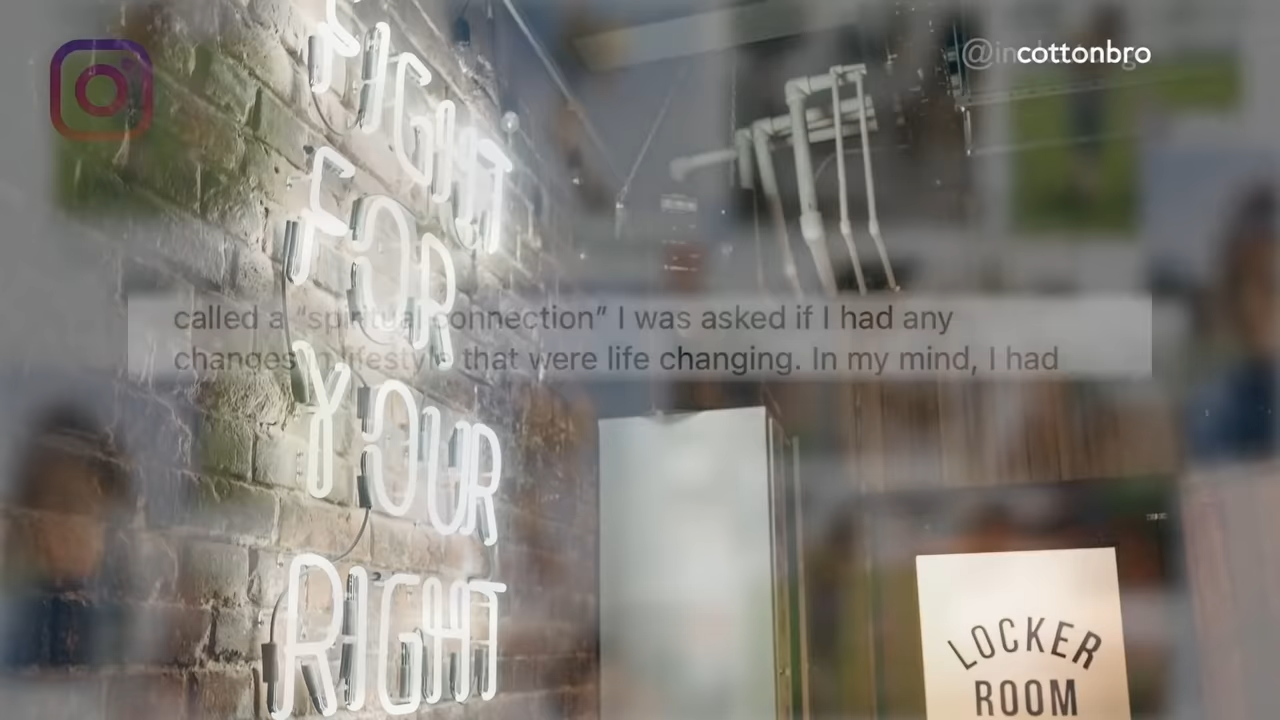 cottonbro
FIGHT
FOR
YOUR
RIGHT
called a “spiritual connection” I was asked if I had any
changes in lifestyle that were life changing. In my mind, I had
LOCKER
ROOM